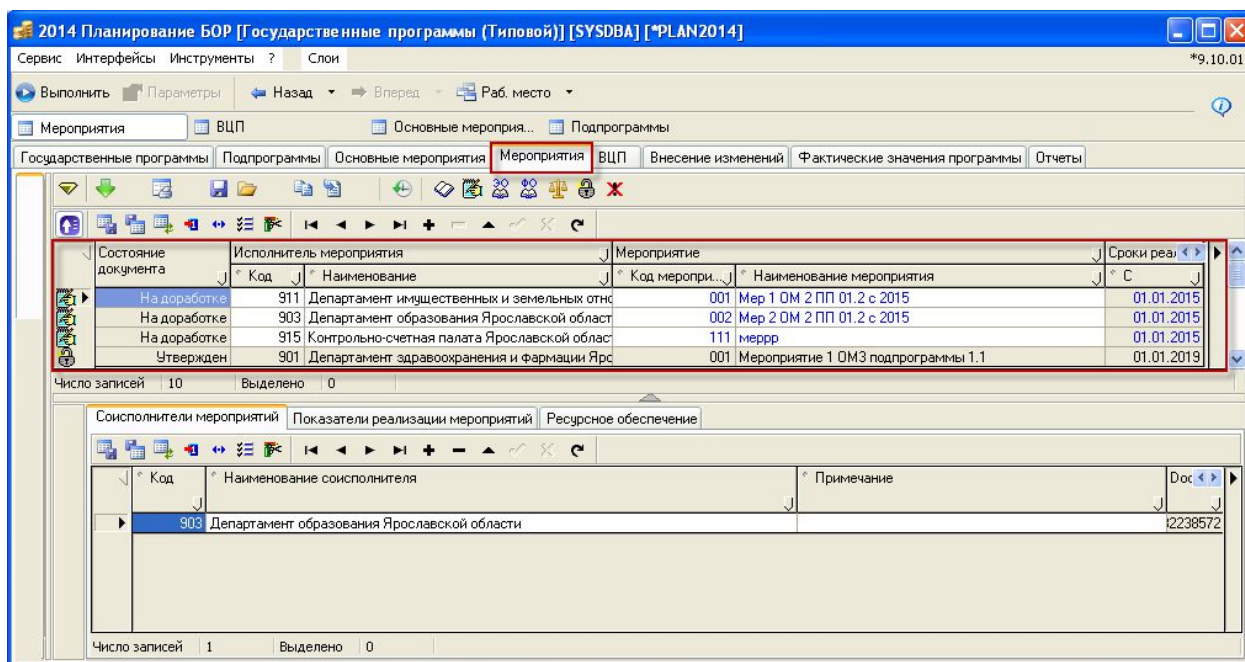 2014 Планирование БОР [Государственные программы (Типовой)] [SYSDBA] [*PLAN2014]
Сервис Интерфейсы Инструменты ? Слои *9.10.01
Выполнить Параметры Назад Вперед Раб. место
Мероприятия ВЦП Основные мероприя... Подпрограммы
Государственные программы Подпрограммы Основные мероприятия Мероприятия ВЦП Внесение изменений Фактические значения программы Отчеты
Состояние документа Исполнитель мероприятия Мероприятие Сроки реа
Код Наименование Код меропри... Наименование мероприятия С
На доработке 911 Департамент имущественных и земельных отно 001 Мер 1 ОМ 2 ПП 01.2 с 2015 01.01.2015
На доработке 903 Департамент образования Ярославской област 002 Мер 2 ОМ 2 ПП 01.2 с 2015 01.01.2015
На доработке 915 Контрольно-счетная палата Ярославской облас 111 меррр 01.01.2015
Утвержден 901 Департамент здравоохранения и фармации Яро 001 Мероприятие 1 ОМ3 подпрограммы 1.1 01.01.2019
Число записей 10 Выделено 0
Соисполнители мероприятий Показатели реализации мероприятий Ресурсное обеспечение
Код Наименование соисполнителя Примечание Doc
903 Департамент образования Ярославской области 2238572
Число записей 1 Выделено 0